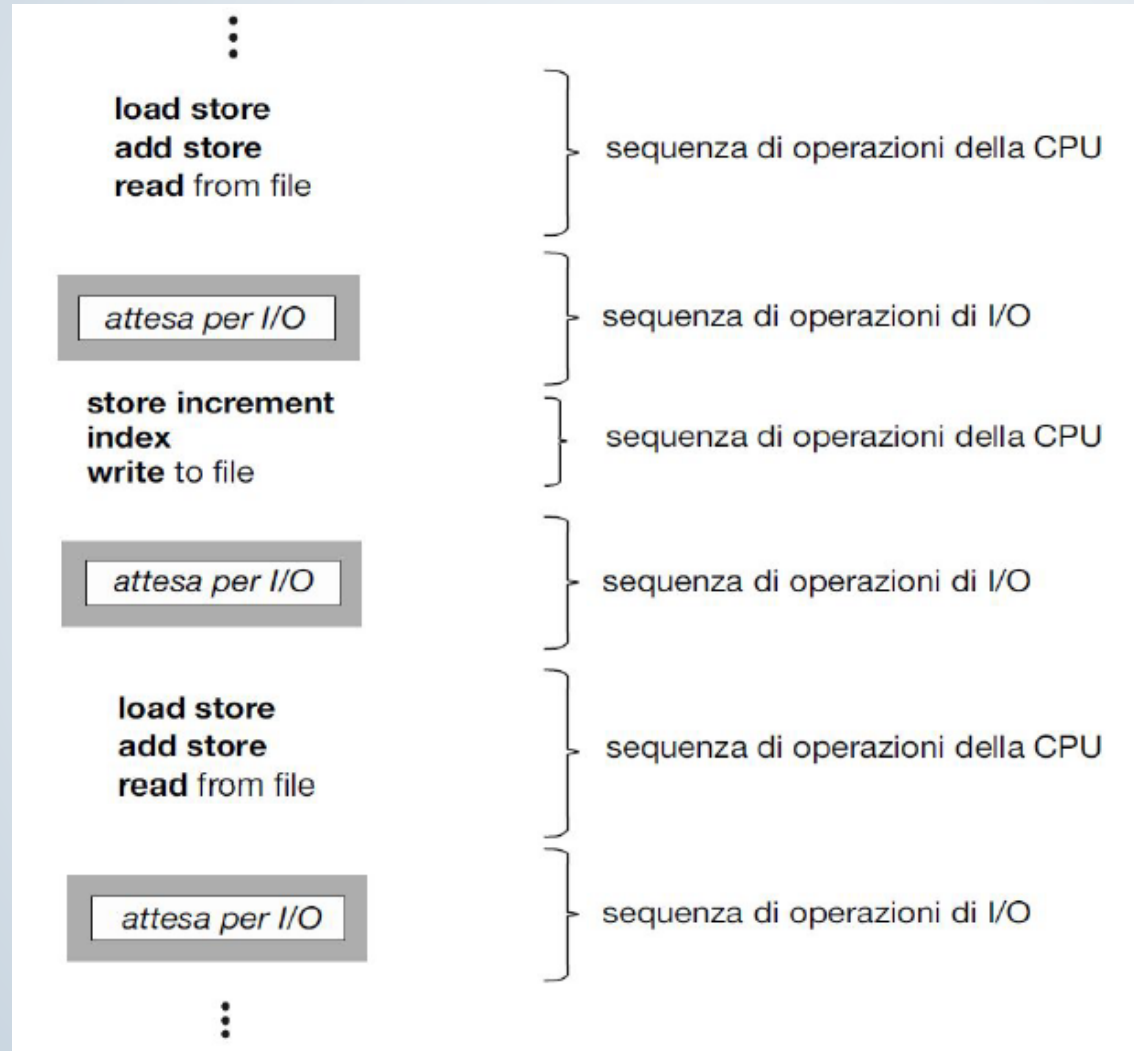 load store
add store
read from file
sequenza di operazioni della CPU
attesa per I/O
sequenza di operazioni di I/O
store increment
index
write to file
sequenza di operazioni della CPU
attesa per I/O
sequenza di operazioni di I/O
load store
add store
read from file
sequenza di operazioni della CPU
attesa per I/O
sequenza di operazioni di I/O